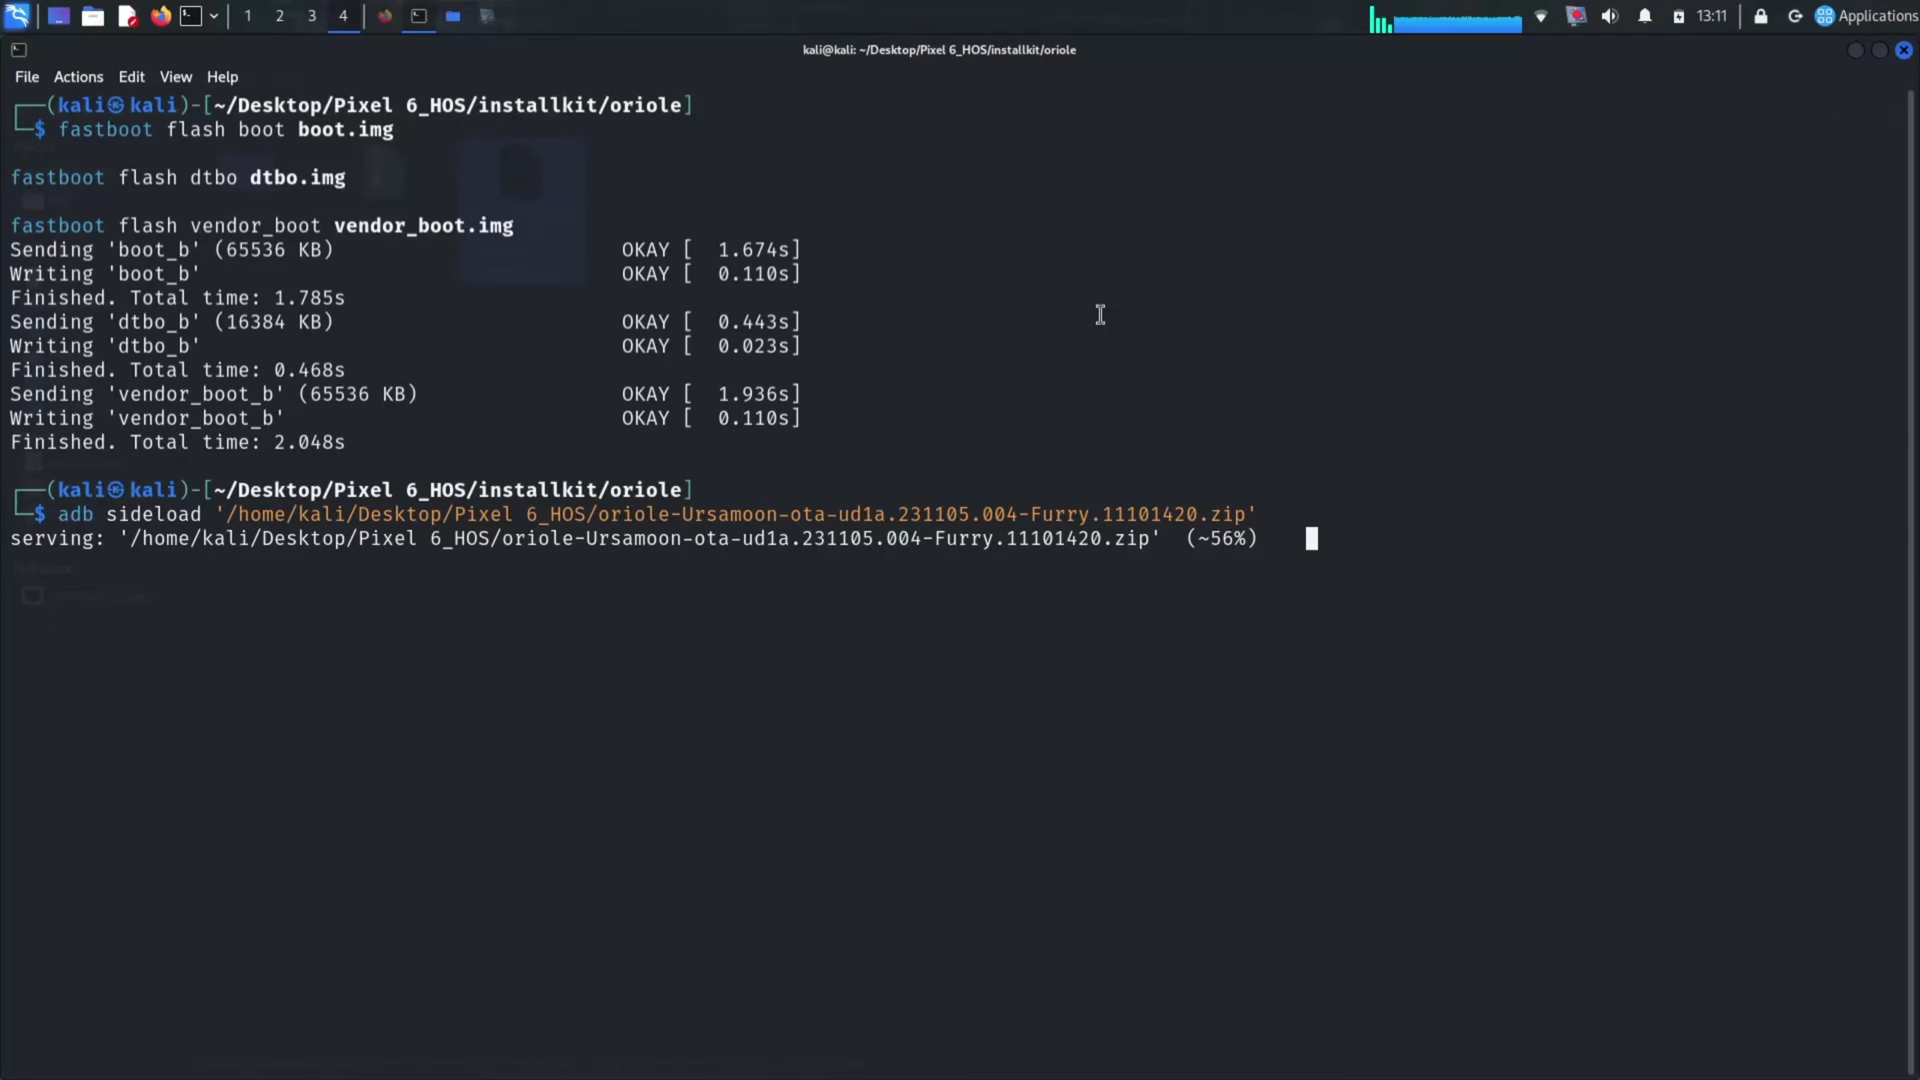 1 2 3 4 13:11 Applications
kali@kali: ~/Desktop/Pixel 6_HOS/installkit/oriole
File Actions Edit View Help
┌──(kali㉿kali)-[~/Desktop/Pixel 6_HOS/installkit/oriole]
└─$ fastboot flash boot boot.img
fastboot flash dtbo dtbo.img
fastboot flash vendor_boot vendor_boot.img
Sending 'boot_b' (65536 KB) OKAY [ 1.674s]
Writing 'boot_b' OKAY [ 0.110s]
Finished. Total time: 1.785s
Sending 'dtbo_b' (16384 KB) OKAY [ 0.443s]
Writing 'dtbo_b' OKAY [ 0.023s]
Finished. Total time: 0.468s
Sending 'vendor_boot_b' (65536 KB) OKAY [ 1.936s]
Writing 'vendor_boot_b' OKAY [ 0.110s]
Finished. Total time: 2.048s
┌──(kali㉿kali)-[~/Desktop/Pixel 6_HOS/installkit/oriole]
└─$ adb sideload '/home/kali/Desktop/Pixel 6_HOS/oriole-Ursamoon-ota-ud1a.231105.004-Furry.11101420.zip'
serving: '/home/kali/Desktop/Pixel 6_HOS/oriole-Ursamoon-ota-ud1a.231105.004-Furry.11101420.zip' (~56%)